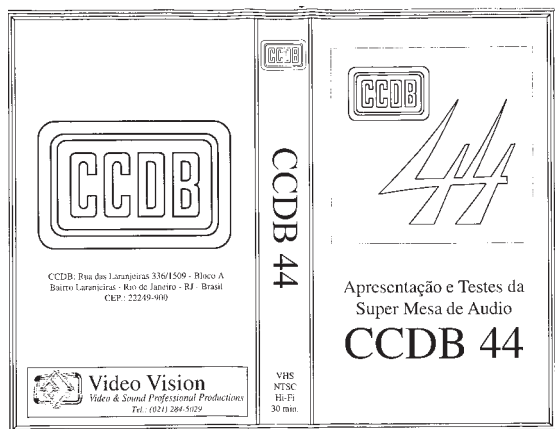 CCDB
CCDB: Rua das Laranjeiras 336/1509 - Bloco A
Bairro Laranjeiras - Rio de Janeiro - RJ - Brasil
CEP.: 22249-900
Video Vision
Video & Sound Professional Productions
Tel.: (021) 284-5029
CCDB
CCDB 44
VHS
NTSC
Hi-Fi
30 min.
CCDB
44
Apresentação e Testes da
Super Mesa de Audio
CCDB 44